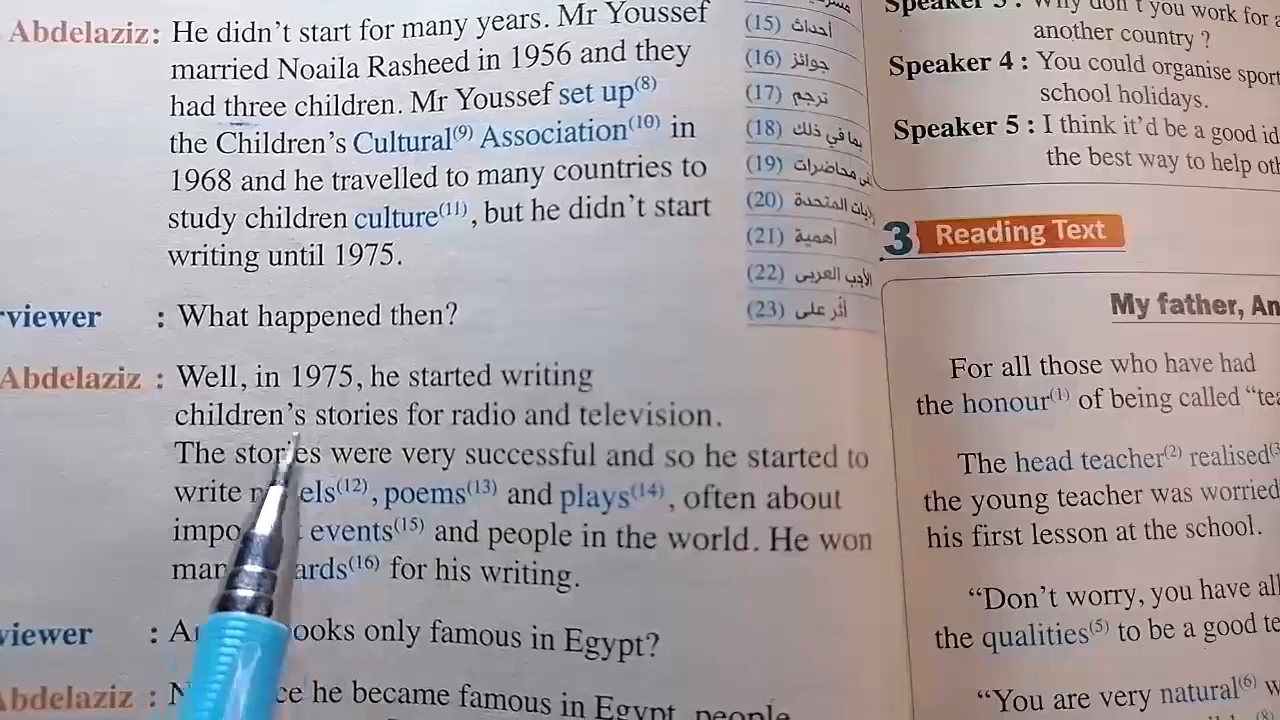 Abdelaziz: He didn't start for many years. Mr Youssef
married Noaila Rasheed in 1956 and they
had three children. Mr Youssef set up(8)
the Children's Cultural(9) Association(10) in
1968 and he travelled to many countries to
study children culture(11), but he didn't start
writing until 1975.
viewer : What happened then?
Abdelaziz : Well, in 1975, he started writing
children's stories for radio and television.
The stories were very successful and so he started to
write (12), poems(13) and plays(14), often about
events(15) and people in the world. He won
(16) for his writing.
viewer : only famous in Egypt?
Abdelaziz : he became famous in Egypt, people
(15) أحداث
(16) جوائز
(17) ترجم
(18) بما في ذلك
(19) محاضرات
(20) المتحدة
(21) أهمية
(22) الأدب العربى
(23) أثر على
Speaker 3 : Why don't you work for a
another country ?
Speaker 4 : You could organise sport
school holidays.
Speaker 5 : I think it'd be a good id
the best way to help
3 Reading Text
My father, An
For all those who have had
the honour(1) of being called "tea
The head teacher(2) realised(3
the young teacher was worried
his first lesson at the school.
"Don't worry, you have all
the qualities(5) to be a good te
"You are very natural(6) w
(8)